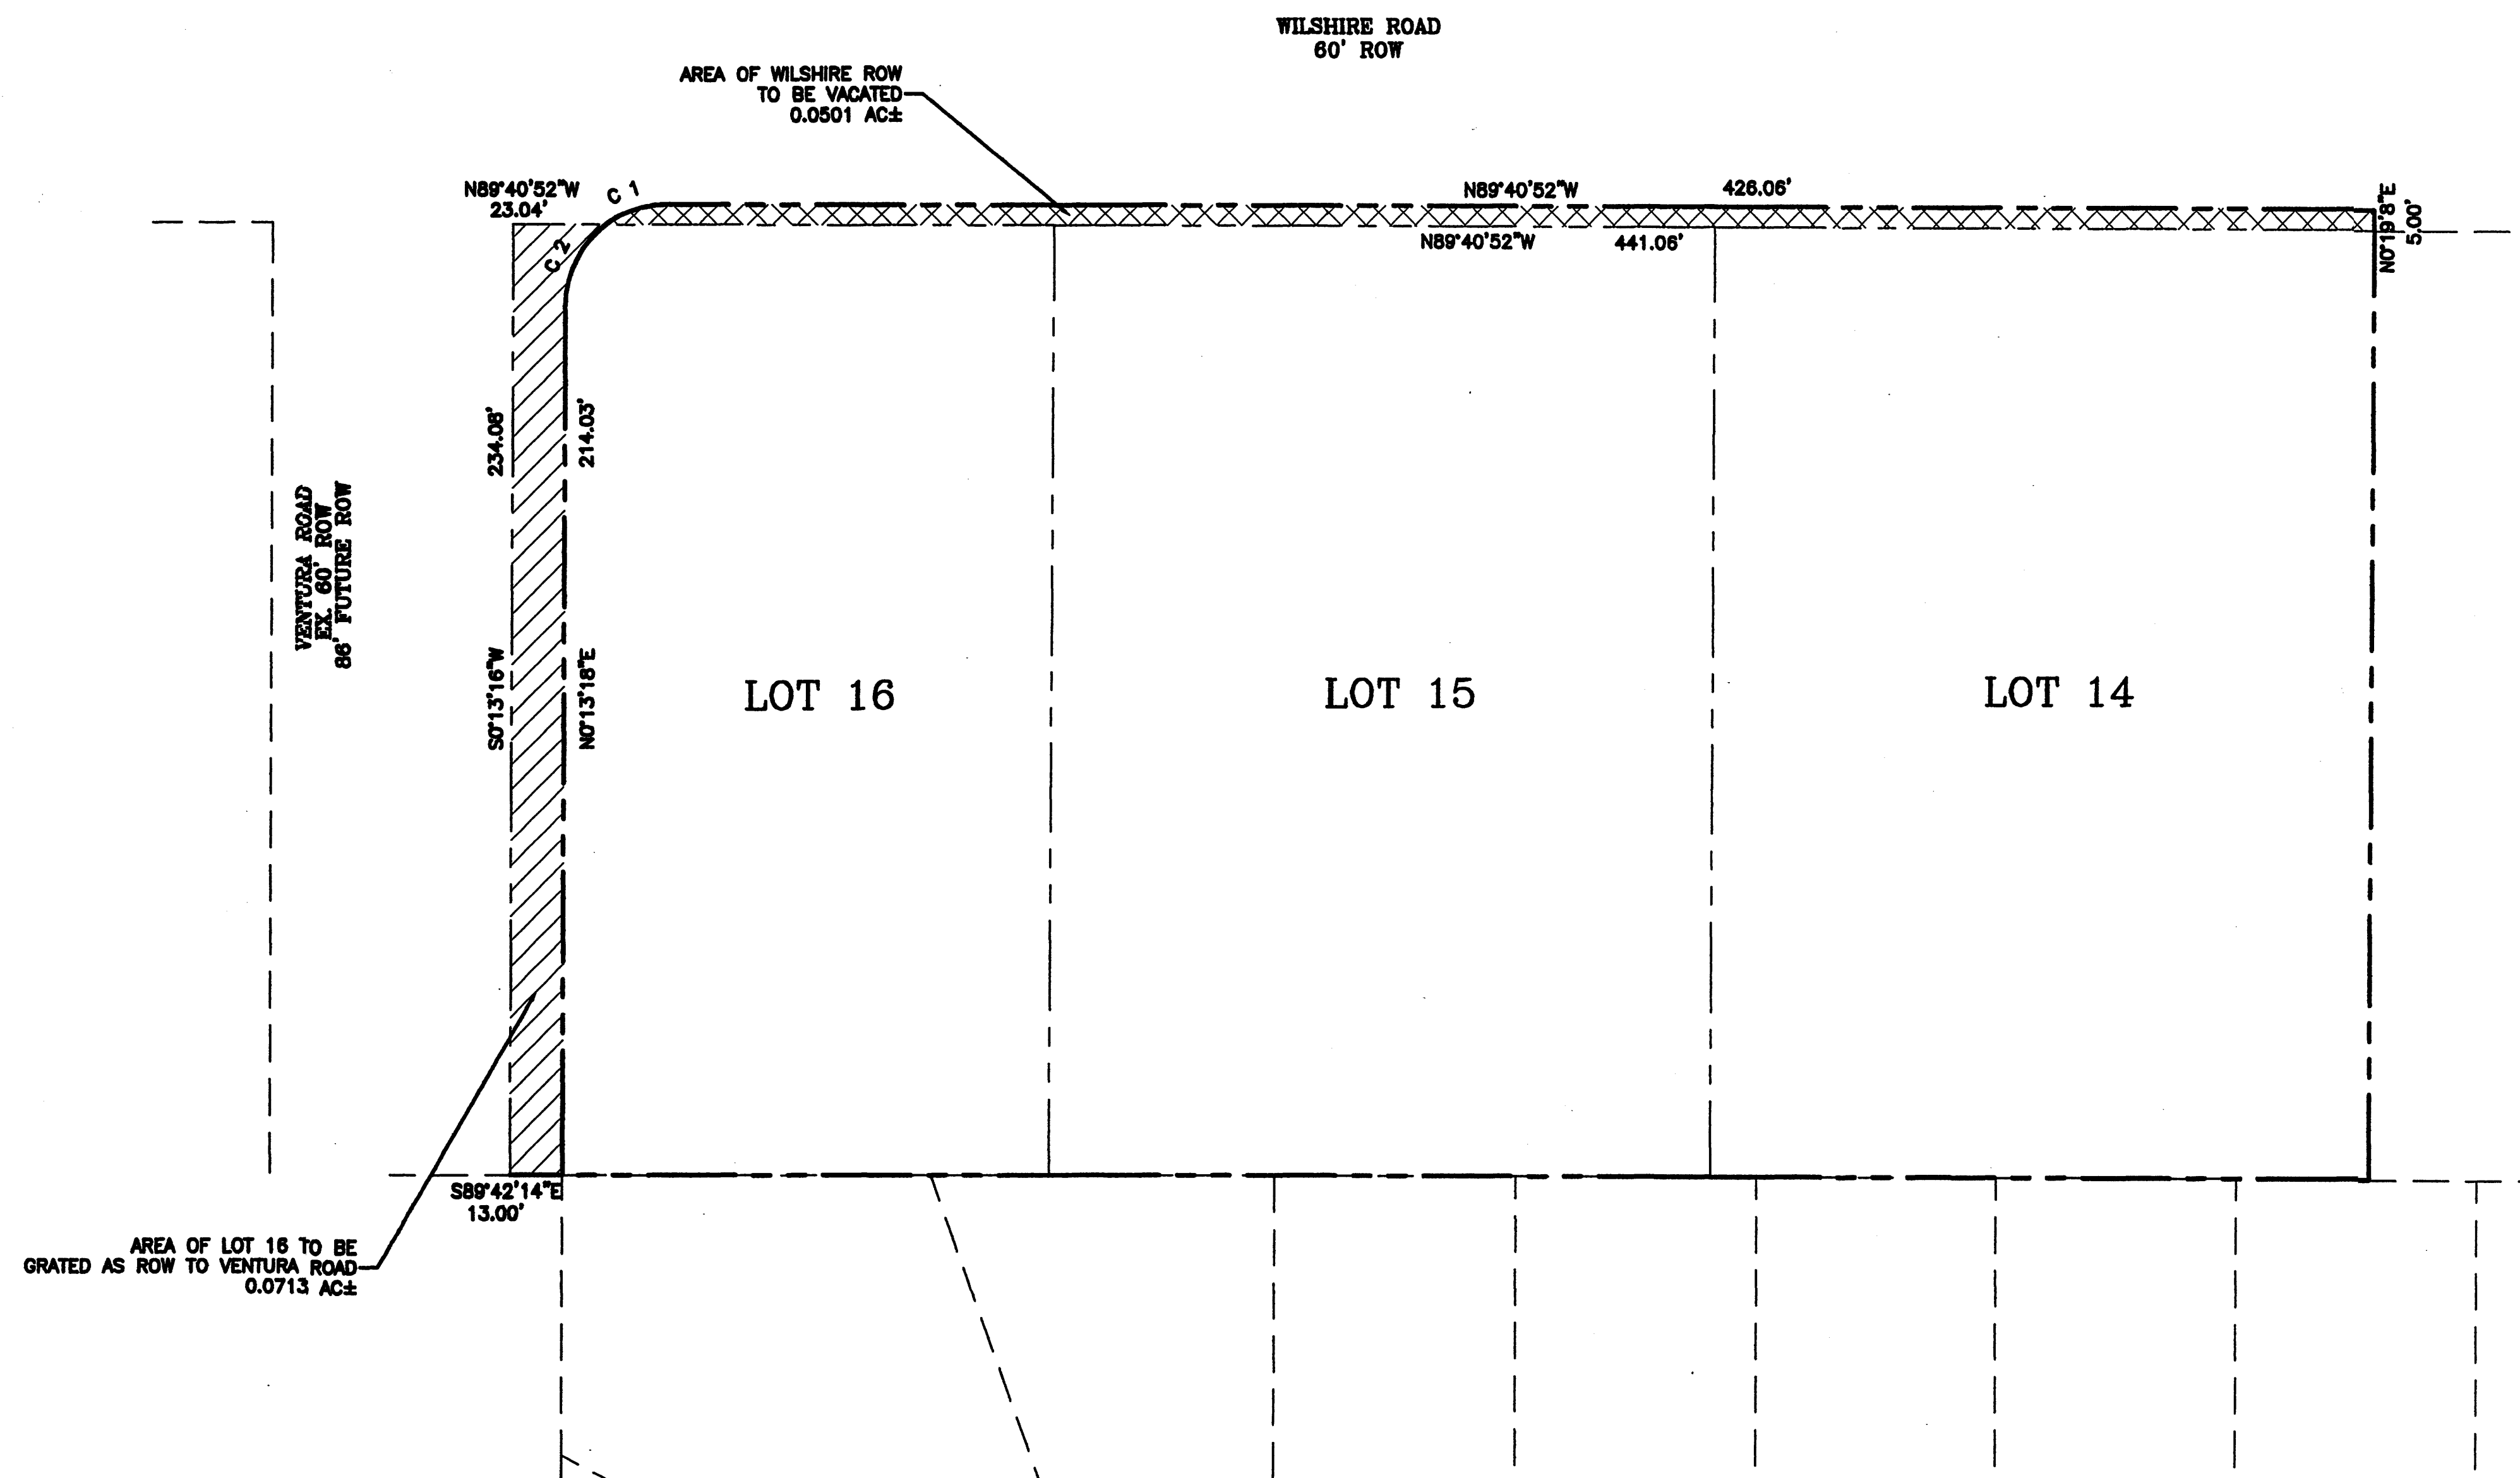 WILSHIRE ROAD
60' ROW
AREA OF WILSHIRE ROW
TO BE VACATED
0.0501 AC±
N89°40'52"W
23.04'
C 1
C 2
N89°40'52"W 426.06'
N89°40'52"W 441.06'
N0°19'8"E
5.00'
234.08'
214.03'
VENTURA ROAD
EX. 60' ROW
86' FUTURE ROW
S0°13'16"W
N0°13'18"E
LOT 16
LOT 15
LOT 14
S89°42'14"E
13.00'
AREA OF LOT 16 TO BE
GRATED AS ROW TO VENTURA ROAD
0.0713 AC±